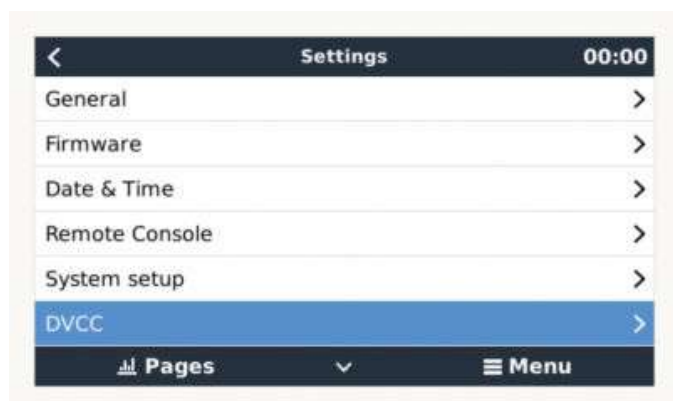 Settings 00:00
General
Firmware
Date & Time
Remote Console
System setup
DVCC
Pages Menu